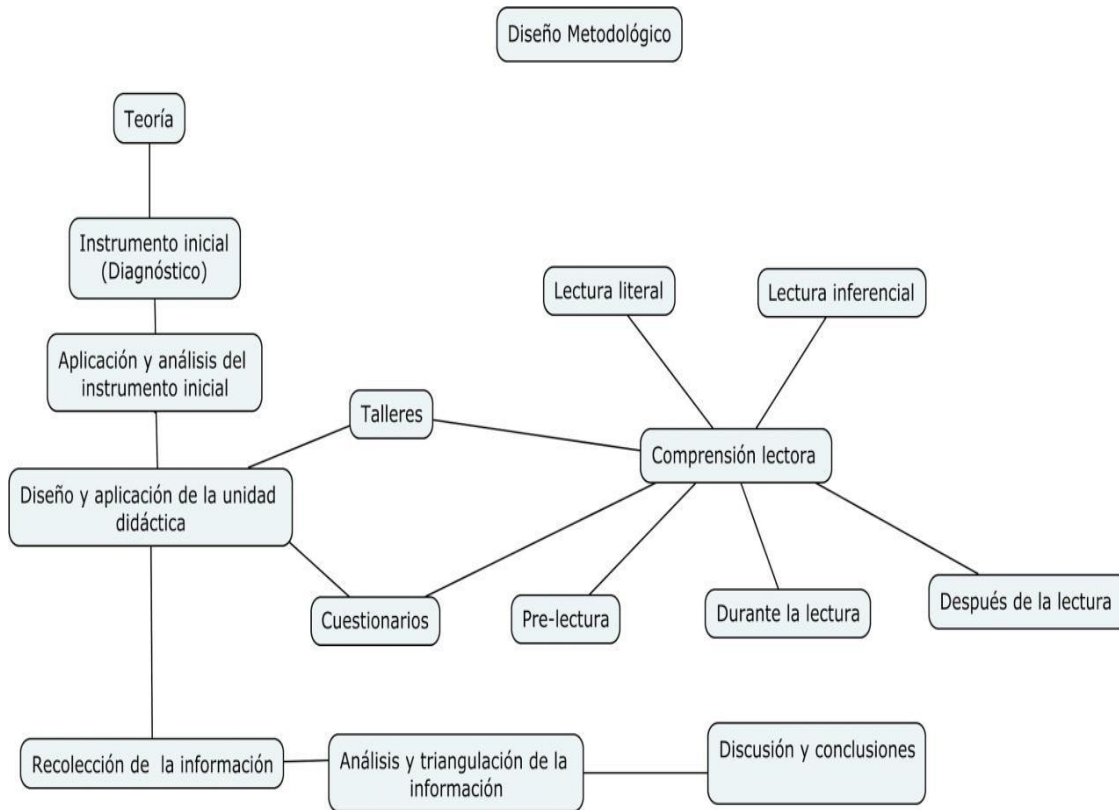 Diseño Metodológico
Teoría
Instrumento inicial
(Diagnóstico)
Lectura literal
Lectura inferencial
Aplicación y análisis del
instrumento inicial
Talleres
Comprensión lectora
Diseño y aplicación de la unidad
didáctica
Cuestionarios
Pre-lectura
Durante la lectura
Después de la lectura
Recolección de la información
Análisis y triangulación de la
información
Discusión y conclusiones